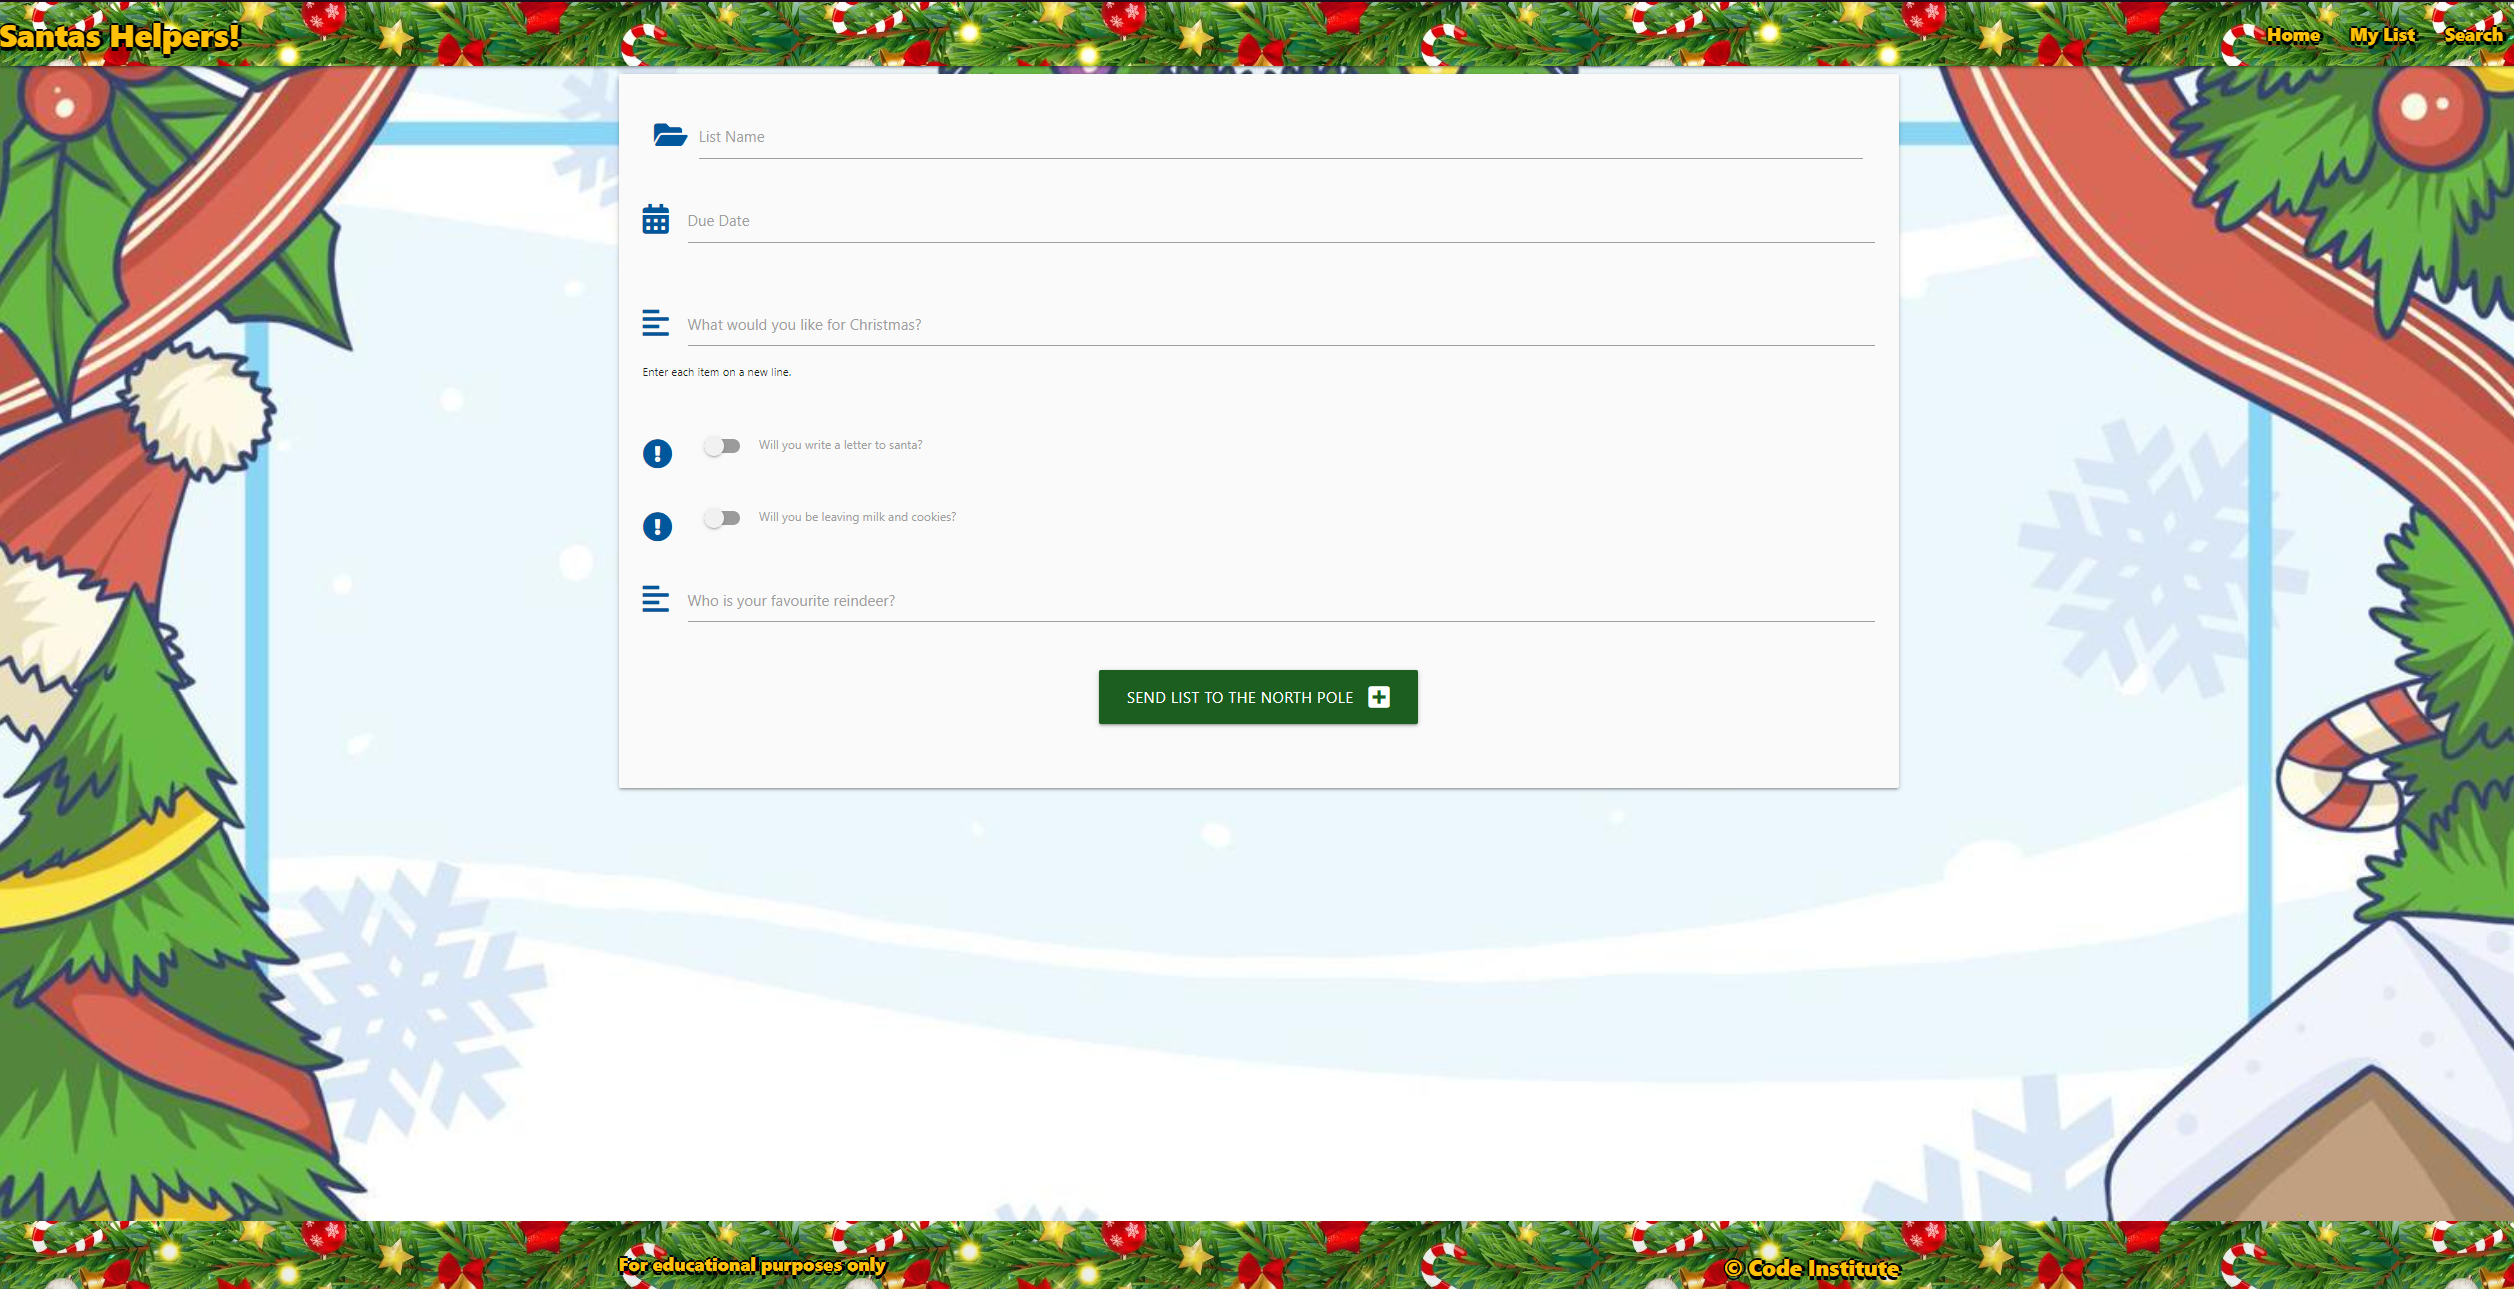 Santas Helpers!
Home My List Search
List Name
Due Date
What would you like for Christmas?
Enter each item on a new line.
Will you write a letter to santa?
Will you be leaving milk and cookies?
Who is your favourite reindeer?
SEND LIST TO THE NORTH POLE
For educational purposes only
© Code Institute